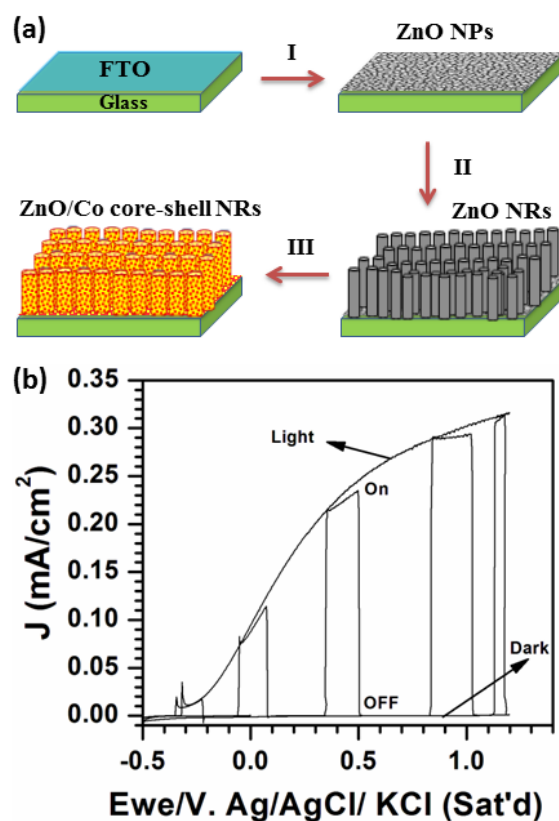 (a)
FTO
Glass
I
ZnO NPs
II
ZnO NRs
III
ZnO/Co core-shell NRs
(b)
J (mA/cm²)
0.35
0.30
0.25
0.20
0.15
0.10
0.05
0.00
Light
On
OFF
Dark
-0.5 0.0 0.5 1.0
Ewe/V. Ag/AgCl/ KCl (Sat'd)